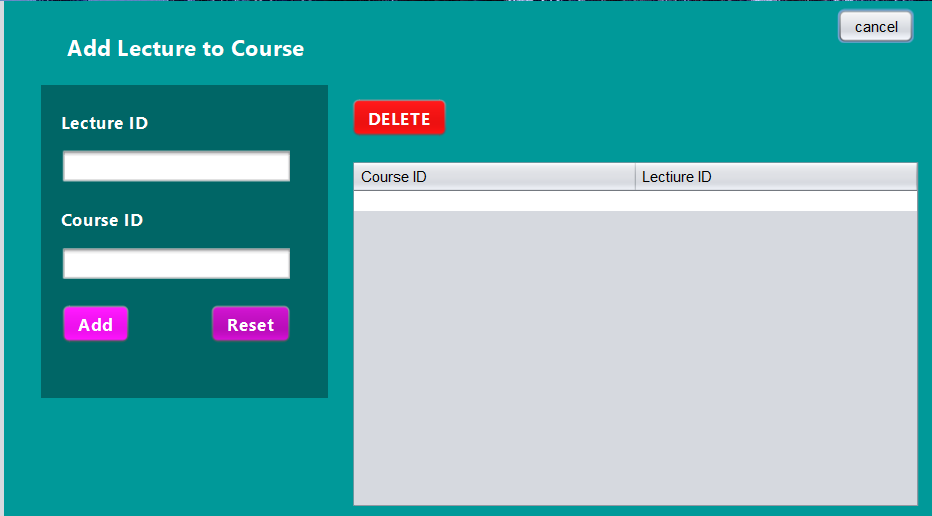 cancel
Add Lecture to Course
Lecture ID
DELETE
Course ID Lectiure ID
Course ID
Add Reset